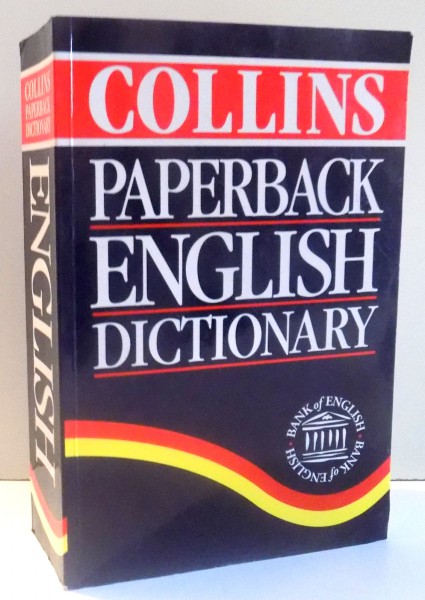 COLLINS
PAPERBACK
ENGLISH
DICTIONARY
BANK of ENGLISH · BANK of ENGLISH ·
COLLINS
PAPERBACK
DICTIONARY
ENGLISH